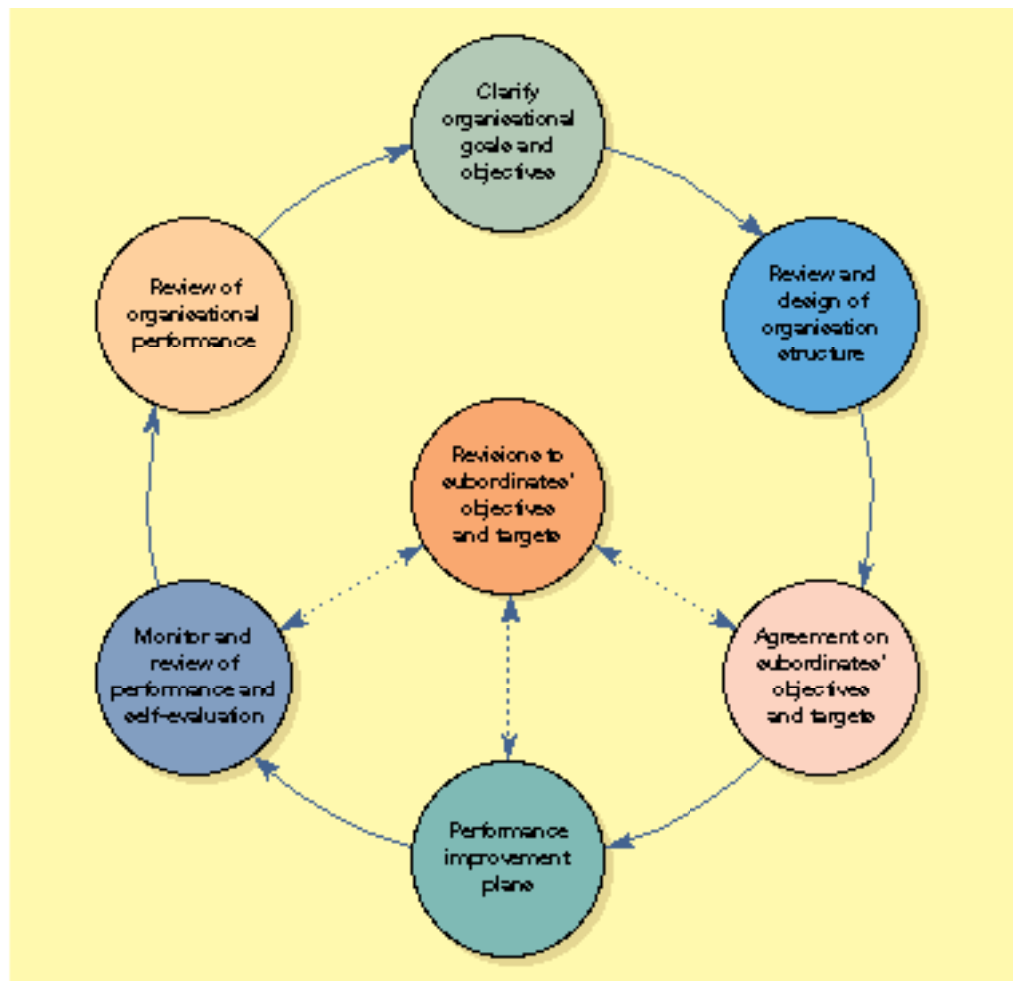 Clarify
organisational
goals and
objectives
Review and
design of
organisation
structure
Agreement on
subordinates'
objectives
and targets
Performance
improvement
plans
Monitor and
review of
performance and
self-evaluation
Review of
organisational
performance
Revisions to
subordinates'
objectives
and targets